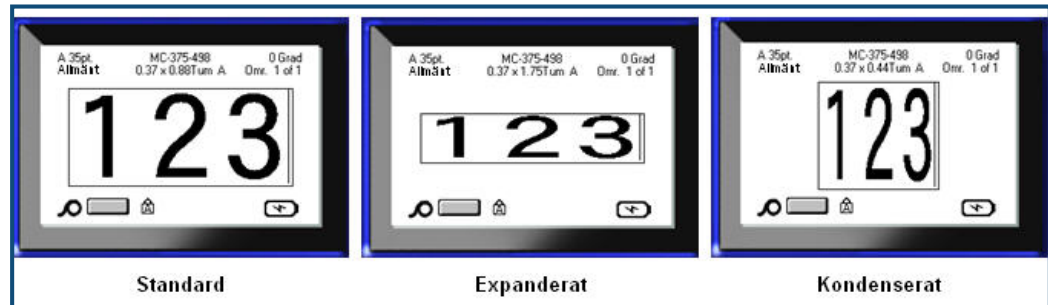 A 35pt. MC-375-498 0 Grad
Allmänt 0.37 x 0.88Tum A Omr. 1 of 1
123
A
A 35pt. MC-375-498 0 Grad
Allmänt 0.37 x 1.75Tum A Omr. 1 of 1
123
A
A 35pt. MC-375-498 0 Grad
Allmänt 0.37 x 0.44Tum A Omr. 1 of 1
123
A
Standard
Expanderat
Kondenserat